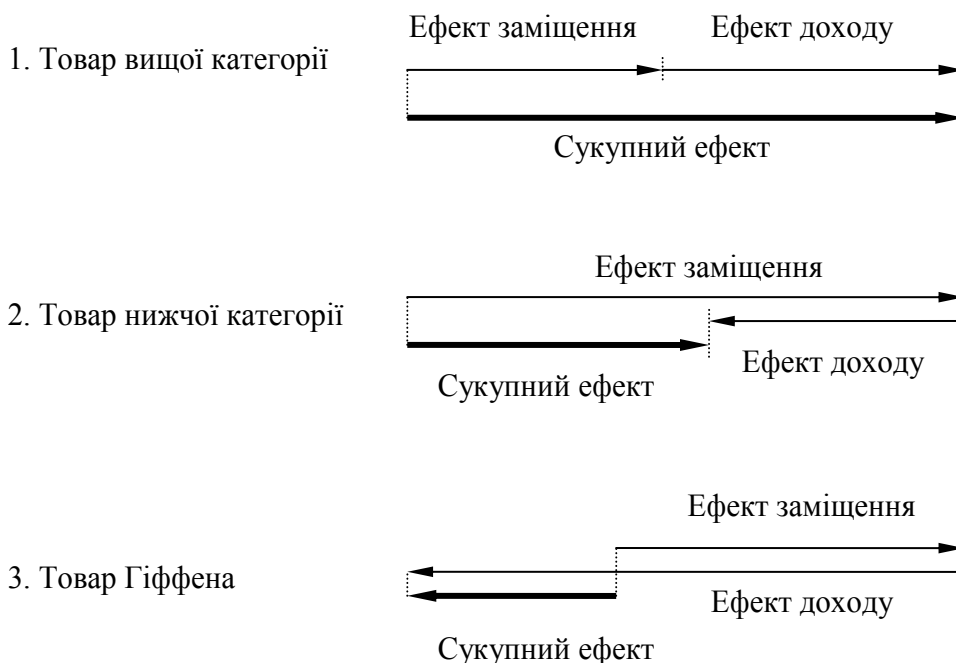 Ефект заміщення
Ефект доходу
1. Товар вищої категорії
Сукупний ефект
Ефект заміщення
2. Товар нижчої категорії
Ефект доходу
Сукупний ефект
Ефект заміщення
3. Товар Гіффена
Ефект доходу
Сукупний ефект